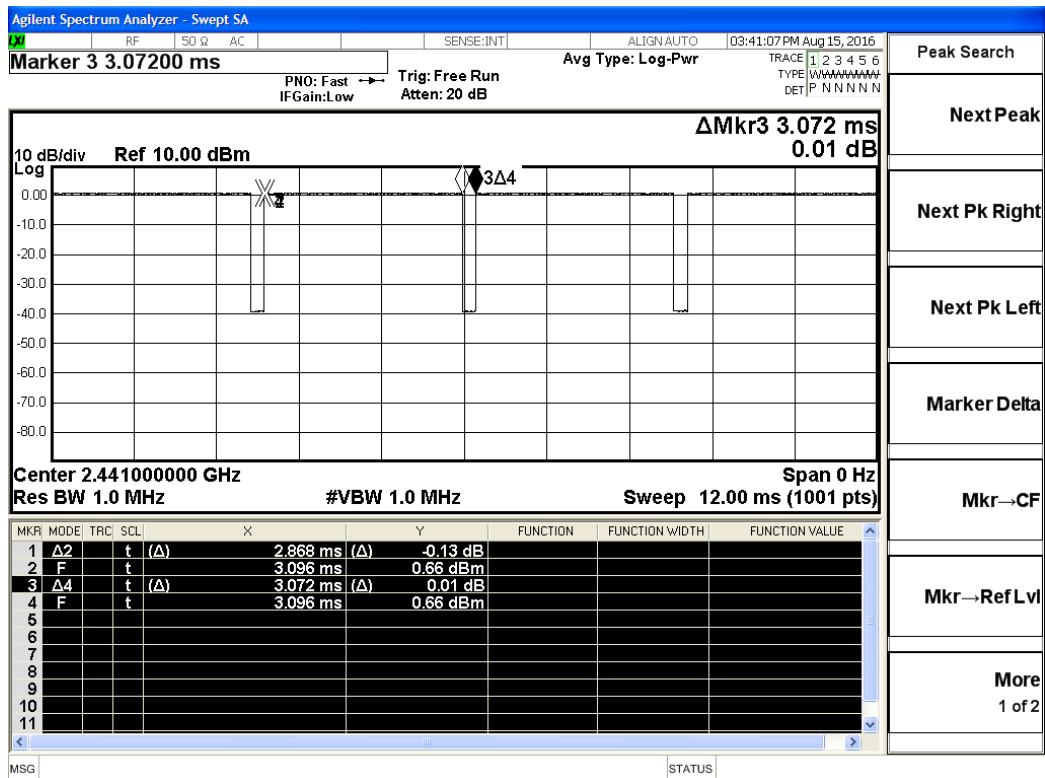 Agilent Spectrum Analyzer - Swept SA
LXI RF 50 Ω AC SENSE:INT ALIGN AUTO 03:41:07 PM Aug 15, 2016
Marker 3 3.07200 ms
PNO: Fast
IFGain:Low
Trig: Free Run
Atten: 20 dB
Avg Type: Log-Pwr
TRACE 1 2 3 4 5 6
TYPE
DET P N N N N N
Peak Search
Next Peak
Next Pk Right
Next Pk Left
Marker Delta
Mkr→CF
Mkr→Ref Lvl
More
1 of 2
ΔMkr3 3.072 ms
0.01 dB
10 dB/div Ref 10.00 dBm
Log
0.00
-10.0
-20.0
-30.0
-40.0
-50.0
-60.0
-70.0
-80.0
3Δ4
Center 2.441000000 GHz Span 0 Hz
Res BW 1.0 MHz #VBW 1.0 MHz Sweep 12.00 ms (1001 pts)
MKR MODE TRC SCL X Y FUNCTION FUNCTION WIDTH FUNCTION VALUE
1 Δ2 t (Δ) 2.868 ms (Δ) -0.13 dB
2 F t 3.096 ms 0.66 dBm
3 Δ4 t (Δ) 3.072 ms (Δ) 0.01 dB
4 F t 3.096 ms 0.66 dBm
5
6
7
8
9
10
11
MSG STATUS